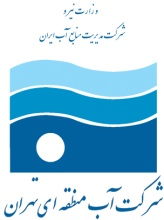 وزارت نیرو
شرکت مدیریت منابع آب ایران
شرکت آب منطقه ای تهران